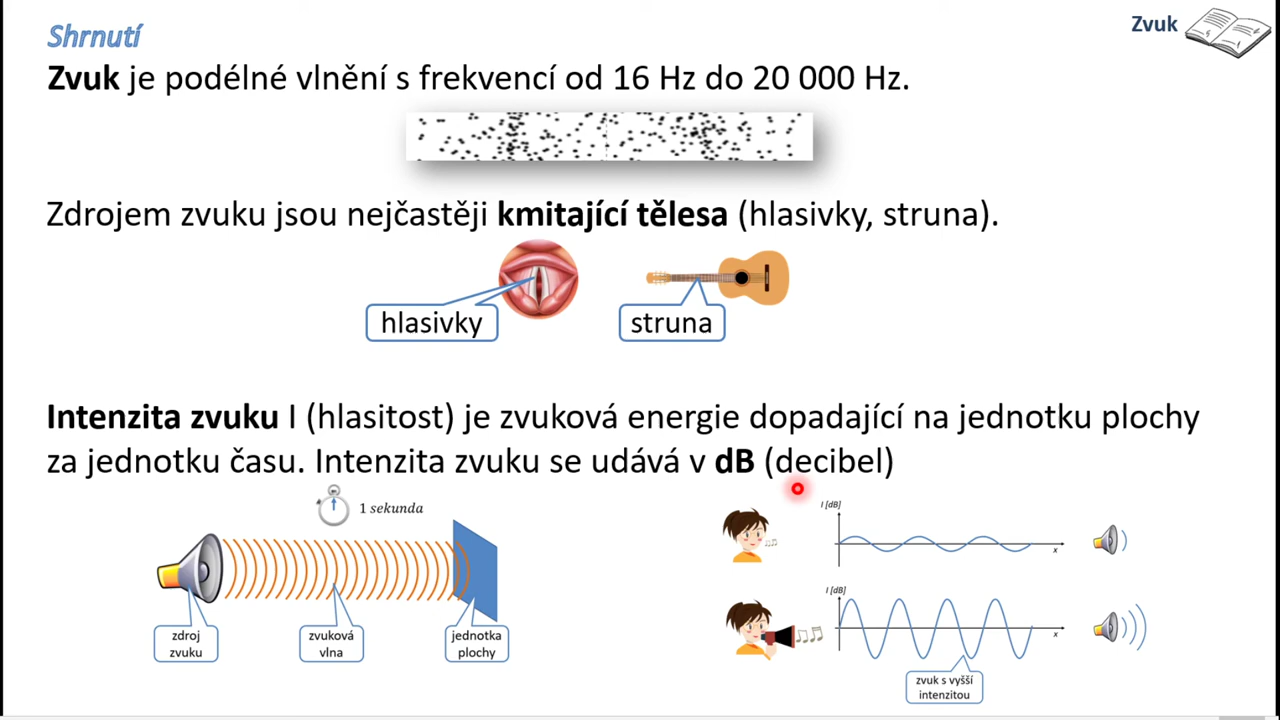 Shrnutí
Zvuk
Zvuk je podélné vlnění s frekvencí od 16 Hz do 20 000 Hz.
Zdrojem zvuku jsou nejčastěji kmitající tělesa (hlasivky, struna).
hlasivky
struna
Intenzita zvuku I (hlasitost) je zvuková energie dopadající na jednotku plochy
za jednotku času. Intenzita zvuku se udává v dB (decibel)
1 sekunda
zdroj
zvuku
zvuková
vlna
jednotka
plochy
I [dB]
x
I [dB]
x
zvuk s vyšší
intenzitou